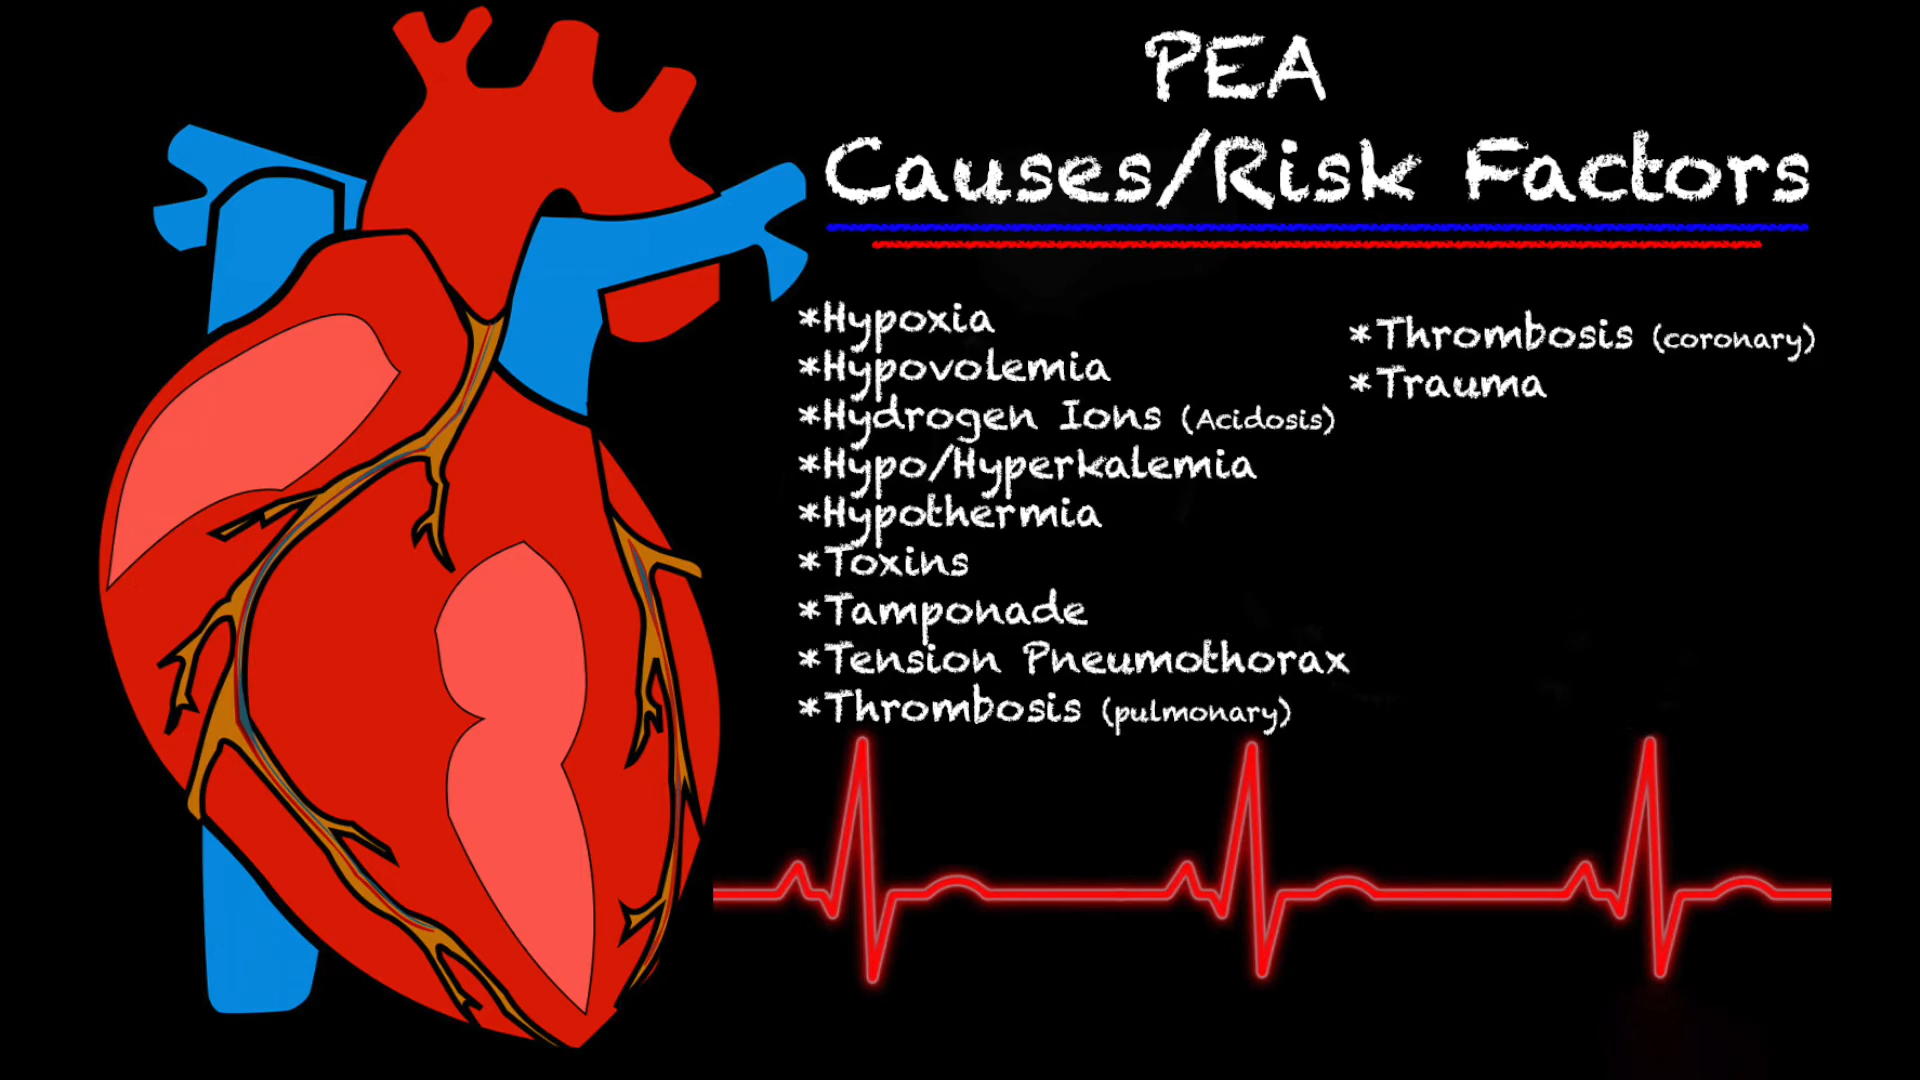 PEA
Causes/Risk Factors
*Hypoxia
*Hypovolemia
*Hydrogen Ions (Acidosis)
*Hypo/Hyperkalemia
*Hypothermia
*Toxins
*Tamponade
*Tension Pneumothorax
*Thrombosis (pulmonary)
*Thrombosis (coronary)
*Trauma